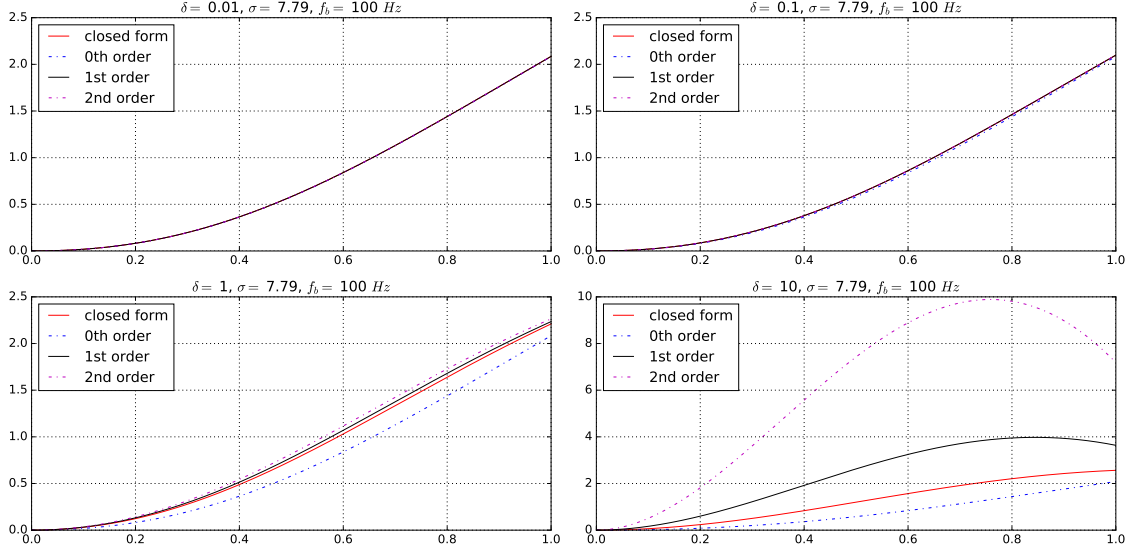 δ = 0.01, σ = 7.79, f_b = 100 Hz
closed form
0th order
1st order
2nd order
2.5
2.0
1.5
1.0
0.5
0.0
0.0 0.2 0.4 0.6 0.8 1.0
δ = 0.1, σ = 7.79, f_b = 100 Hz
closed form
0th order
1st order
2nd order
2.5
2.0
1.5
1.0
0.5
0.0
0.0 0.2 0.4 0.6 0.8 1.0
δ = 1, σ = 7.79, f_b = 100 Hz
closed form
0th order
1st order
2nd order
2.5
2.0
1.5
1.0
0.5
0.0
0.0 0.2 0.4 0.6 0.8 1.0
δ = 10, σ = 7.79, f_b = 100 Hz
closed form
0th order
1st order
2nd order
10
8
6
4
2
0
0.0 0.2 0.4 0.6 0.8 1.0